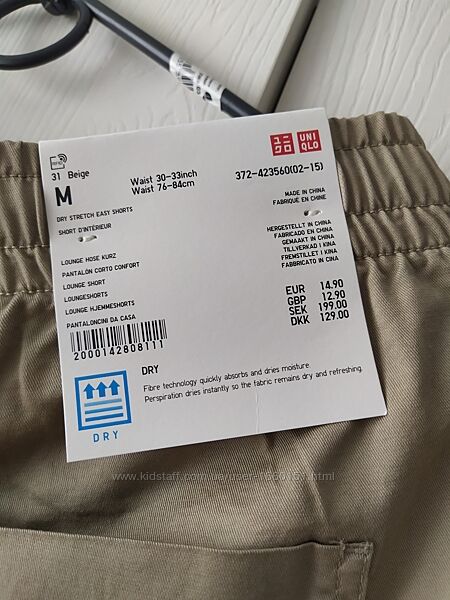 ユニ
クロ
UNI
QLO
31 Beige
M
Waist 30-33inch
Waist 76-84cm
372-423560(02-15)
DRY STRETCH EASY SHORTS
SHORT D'INTÉRIEUR
LOUNGE HOSE KURZ
PANTALÓN CORTO CONFORT
LOUNGE SHORT
LOUNGESHORTS
LOUNGE HJEMMESHORTS
PANTALONCINI DA CASA
MADE IN CHINA
FABRIQUÉ EN CHINE
HERGESTELLT IN CHINA
FABRICADO EN CHINA
GEMAAKT IN CHINA
TILLVERKAD I KINA
FREMSTILLET I KINA
FABBRICATO IN CINA
EUR 14.90
GBP 12.90
SEK 199.00
DKK 129.00
2000142808111
DRY
Fibre technology quickly absorbs and dries moisture.
Perspiration dries instantly so the fabric remains dry and refreshing.
DRY